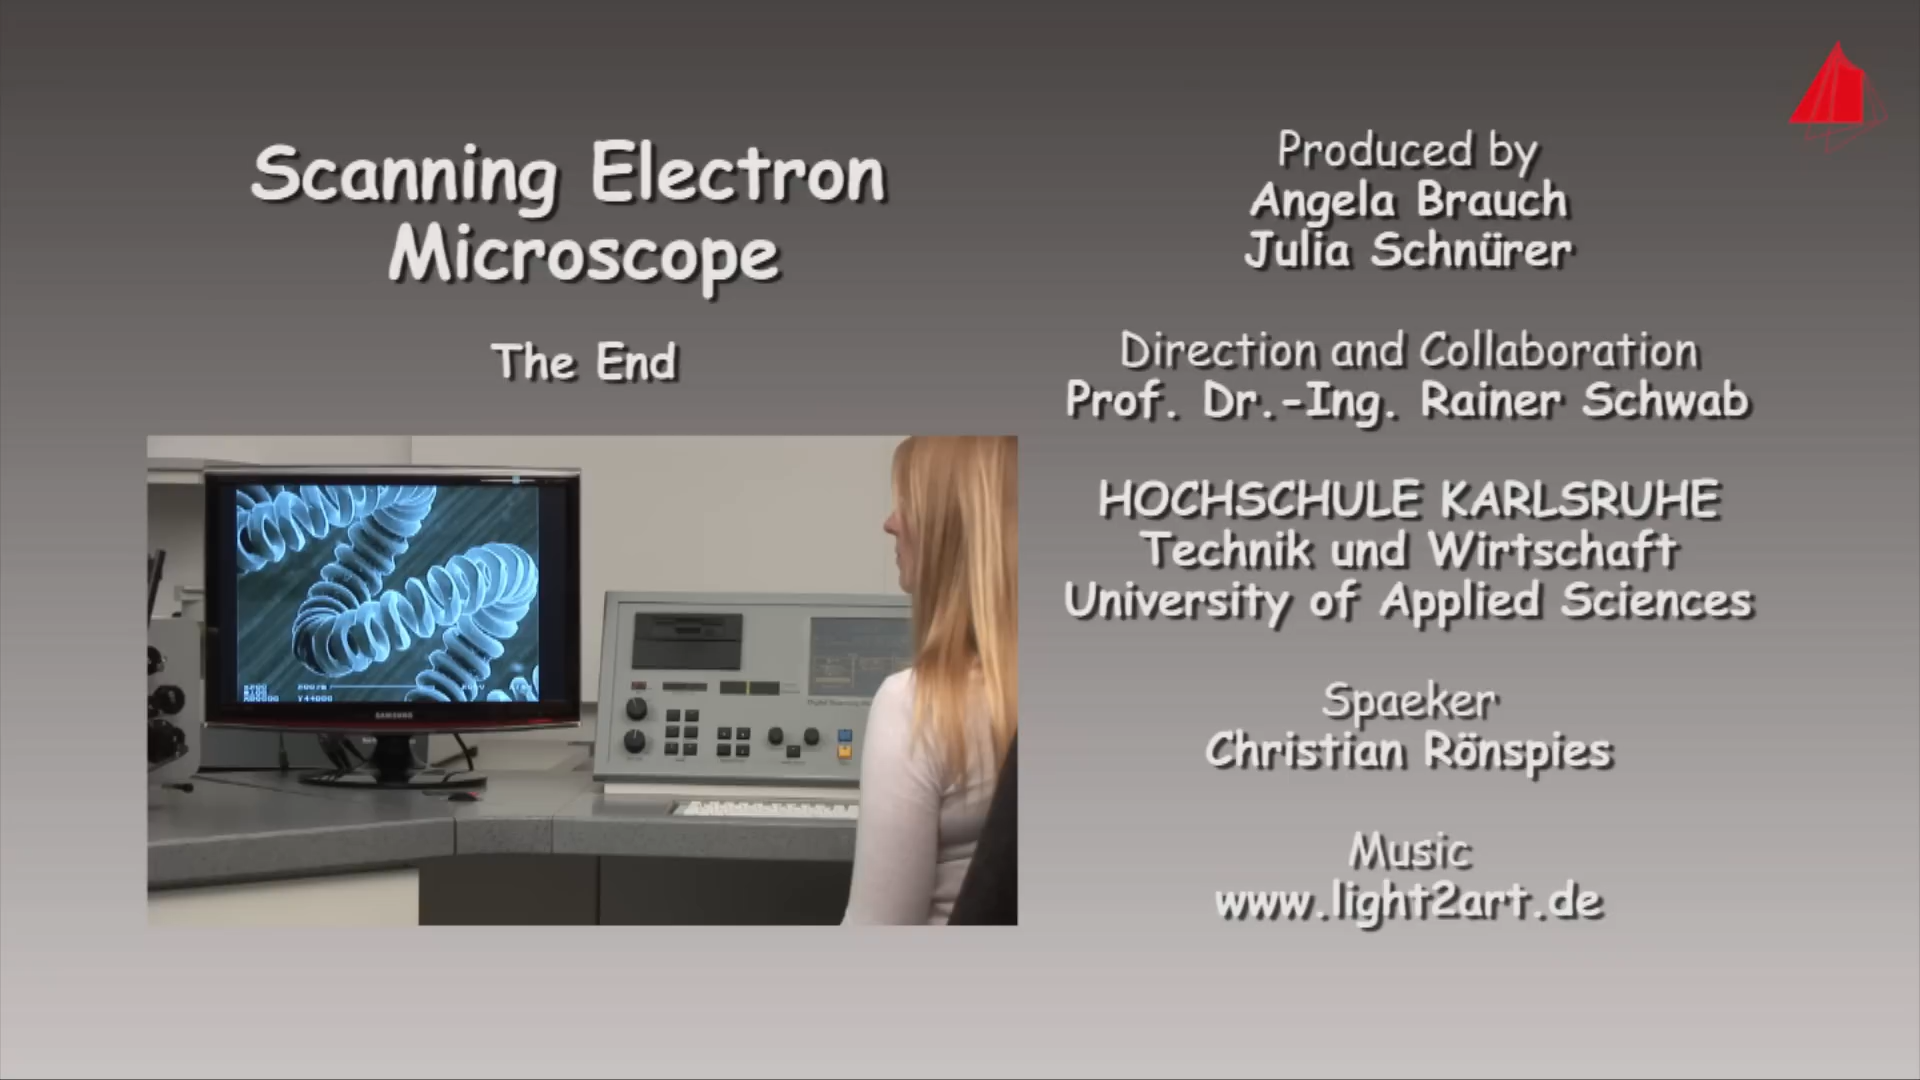 Scanning Electron
Microscope
The End
SAMSUNG
Produced by
Angela Brauch
Julia Schnürer
Direction and Collaboration
Prof. Dr.-Ing. Rainer Schwab
HOCHSCHULE KARLSRUHE
Technik und Wirtschaft
University of Applied Sciences
Spaeker
Christian Rönspies
Music
www.light2art.de